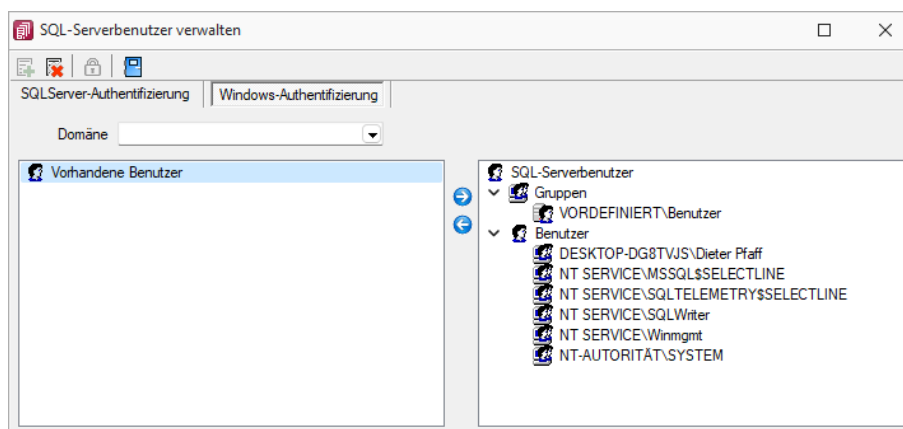 SQL-Serverbenutzer verwalten
SQLServer-Authentifizierung
Windows-Authentifizierung
Domäne
Vorhandene Benutzer
SQL-Serverbenutzer
Gruppen
VORDEFINIERT\Benutzer
Benutzer
DESKTOP-DG8TVJS\Dieter Pfaff
NT SERVICE\MSSQL$SELECTLINE
NT SERVICE\SQLTELEMETRY$SELECTLINE
NT SERVICE\SQLWriter
NT SERVICE\Winmgmt
NT-AUTORITÄT\SYSTEM